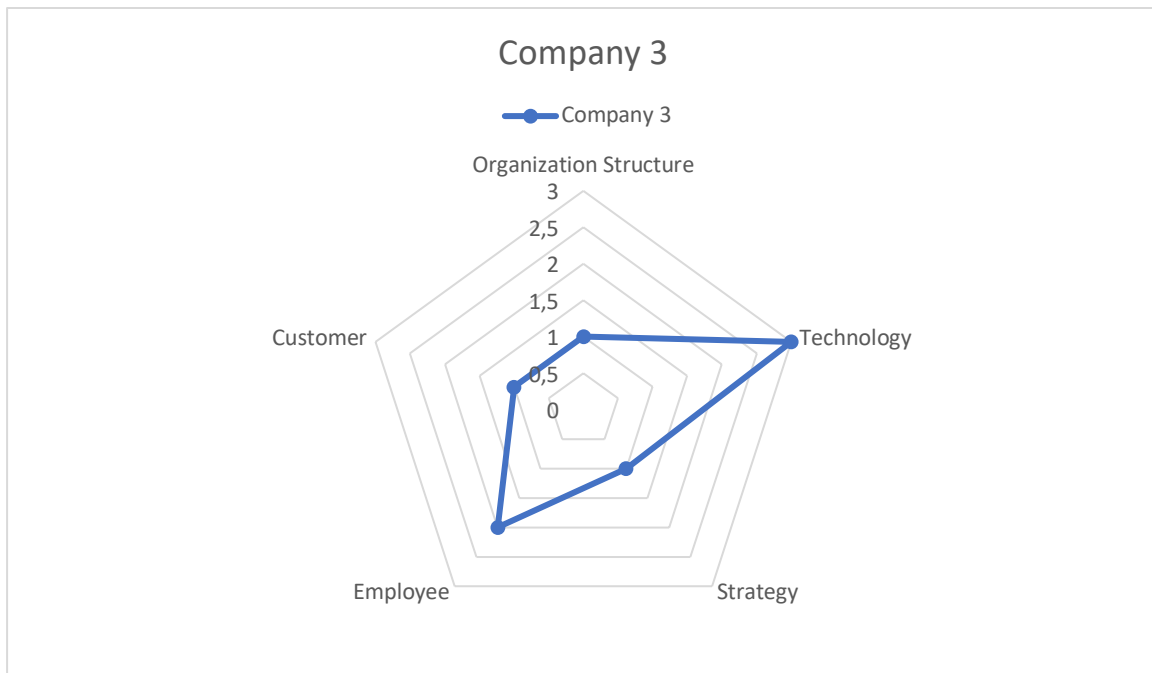 Company 3
Company 3
Organization Structure
3
2,5
2
1,5
1
0,5
0
Technology
Customer
Employee
Strategy